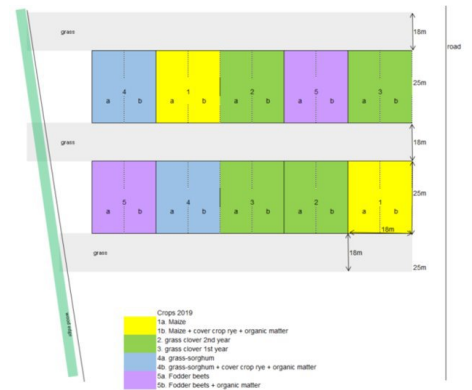 grass
18m
road
4
a b
1
a b
2
a b
5
a b
3
a b
25m
grass
18m
5
a b
4
a b
3
a b
2
a b
1
a b
25m
18m
grass
18m
25m
Crops 2019
1a. Maize
1b. Maize + cover crop rye + organic matter
2. grass clover 2nd year
3. grass clover 1st year
4a. grass-sorghum
4b. grass-sorghum + cover crop rye + organic matter
5a. Fodder beets
5b. Fodder beets + organic matter